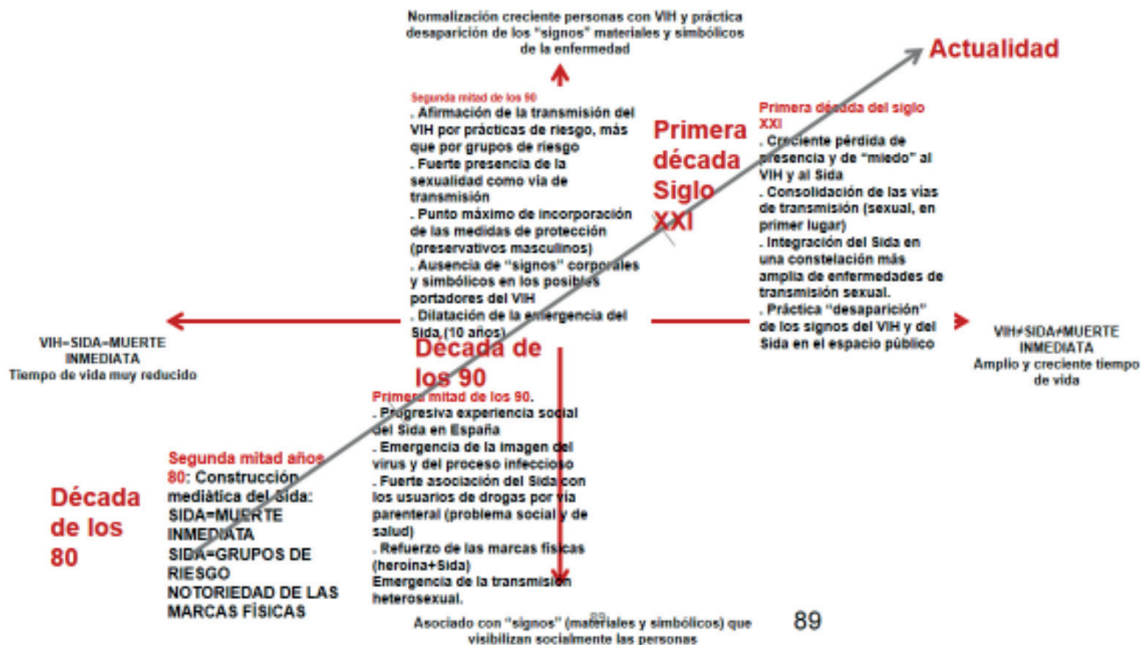 Normalización creciente personas con VIH y práctica
desaparición de los "signos" materiales y simbólicos
de la enfermedad
Actualidad
Segunda mitad de los 90
. Afirmación de la transmisión del
VIH por prácticas de riesgo, más
que por grupos de riesgo
. Fuerte presencia de la
sexualidad como vía de
transmisión
. Punto máximo de incorporación
de las medidas de protección
(preservativos masculinos)
. Ausencia de "signos" corporales
y simbólicos en los posibles
portadores del VIH
. Dilatación de la emergencia del
Sida (10 años)
Primera
década
Siglo
XXI
Primera década del siglo
XXI
. Creciente pérdida de
presencia y de "miedo" al
VIH y al Sida
. Consolidación de las vías
de transmisión (sexual, en
primer lugar)
. Integración del Sida en
una constelación más
amplia de enfermedades de
transmisión sexual.
. Práctica "desaparición"
de los signos del VIH y del
Sida en el espacio público
VIH=SIDA=MUERTE
INMEDIATA
Tiempo de vida muy reducido
VIH≠SIDA≠MUERTE
INMEDIATA
Amplio y creciente tiempo
de vida
Década de
los 90
Primera mitad de los 90.
. Progresiva experiencia social
del Sida en España
. Emergencia de la imagen del
virus y del proceso infeccioso
. Fuerte asociación del Sida con
los usuarios de drogas por vía
parenteral (problema social y de
salud)
. Refuerzo de las marcas físicas
(heroína+Sida)
Emergencia de la transmisión
heterosexual.
Década
de los
80
Segunda mitad años
80: Construcción
mediática del Sida:
SIDA=MUERTE
INMEDIATA
SIDA=GRUPOS DE
RIESGO
NOTORIEDAD DE LAS
MARCAS FÍSICAS
89
Asociado con "signos" (materiales y simbólicos) que
visibilizan socialmente las personas
89